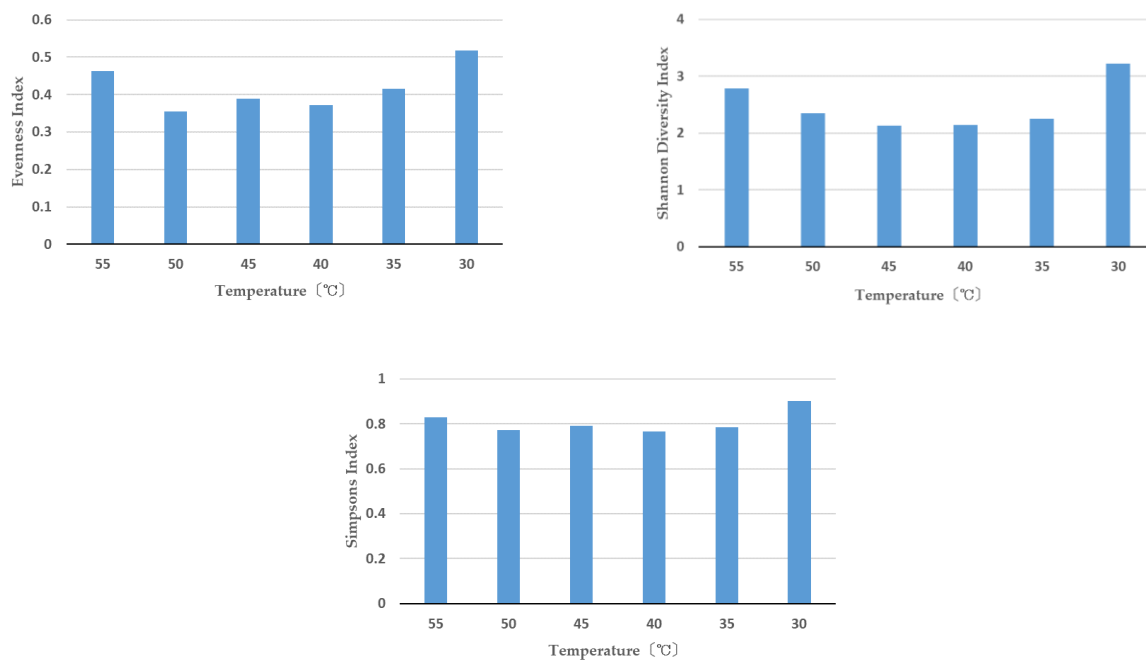 Evenness Index
0.6
0.5
0.4
0.3
0.2
0.1
0
55 50 45 40 35 30
Temperature〔℃〕
Shannon Diversity Index
4
3
2
1
0
55 50 45 40 35 30
Temperature〔℃〕
Simpsons Index
1
0.8
0.6
0.4
0.2
0
55 50 45 40 35 30
Temperature〔℃〕